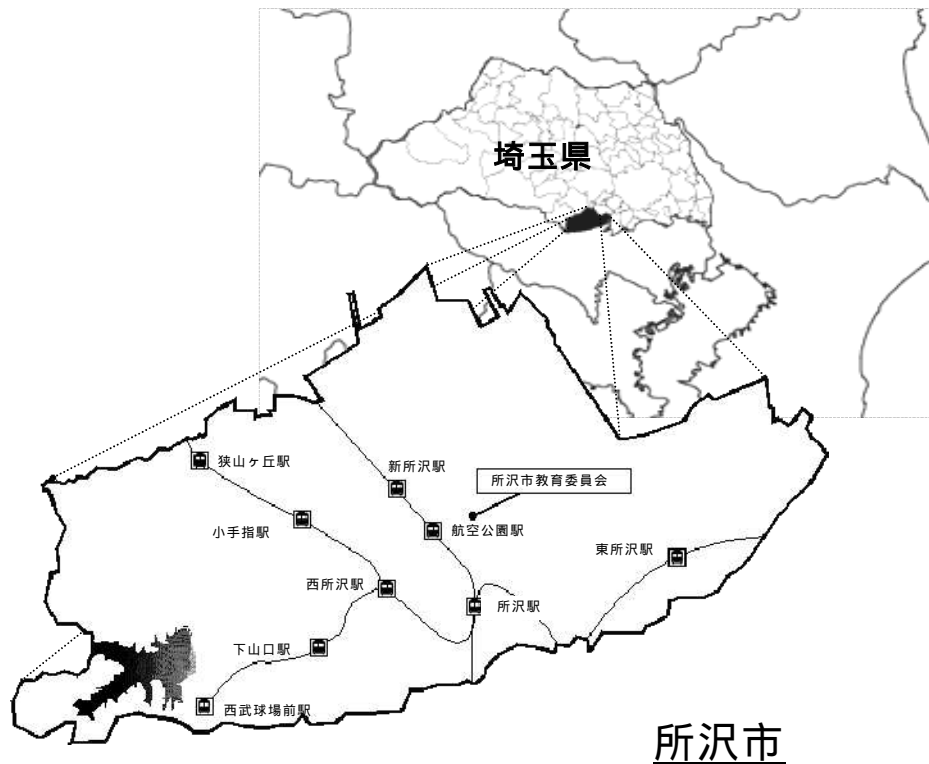 埼玉県
狭山ヶ丘駅
新所沢駅
所沢市教育委員会
小手指駅
航空公園駅
東所沢駅
西所沢駅
所沢駅
下山口駅
西武球場前駅
所沢市